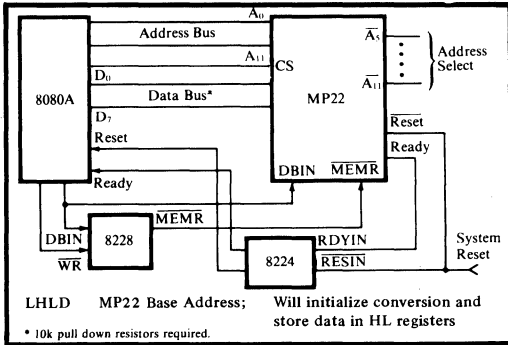 A0
Address Bus
A5
A11
CS
Address
Select
D0
A11
8080A
Data Bus*
MP22
D7
Reset
Reset
Ready
Ready
DBIN
MEMR
MEMR
DBIN
8228
WR
RDYIN
8224
RESIN
System
Reset
LHLD MP22 Base Address; Will initialize conversion and
store data in HL registers
* 10k pull down resistors required.